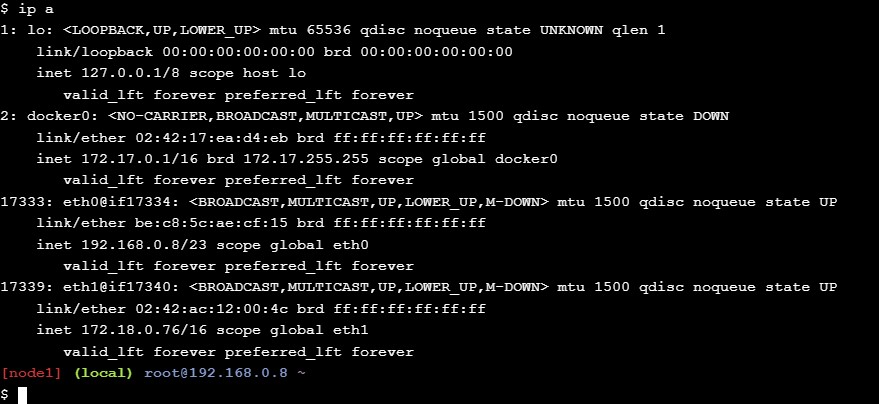 $ ip a
1: lo: <LOOPBACK,UP,LOWER_UP> mtu 65536 qdisc noqueue state UNKNOWN qlen 1
    link/loopback 00:00:00:00:00:00 brd 00:00:00:00:00:00
    inet 127.0.0.1/8 scope host lo
       valid_lft forever preferred_lft forever
2: docker0: <NO-CARRIER,BROADCAST,MULTICAST,UP> mtu 1500 qdisc noqueue state DOWN
    link/ether 02:42:17:ea:d4:eb brd ff:ff:ff:ff:ff:ff
    inet 172.17.0.1/16 brd 172.17.255.255 scope global docker0
       valid_lft forever preferred_lft forever
17333: eth0@if17334: <BROADCAST,MULTICAST,UP,LOWER_UP,M-DOWN> mtu 1500 qdisc noqueue state UP
    link/ether be:c8:5c:ae:cf:15 brd ff:ff:ff:ff:ff:ff
    inet 192.168.0.8/23 scope global eth0
       valid_lft forever preferred_lft forever
17339: eth1@if17340: <BROADCAST,MULTICAST,UP,LOWER_UP,M-DOWN> mtu 1500 qdisc noqueue state UP
    link/ether 02:42:ac:12:00:4c brd ff:ff:ff:ff:ff:ff
    inet 172.18.0.76/16 scope global eth1
       valid_lft forever preferred_lft forever
[node1] (local) root@192.168.0.8 ~
$